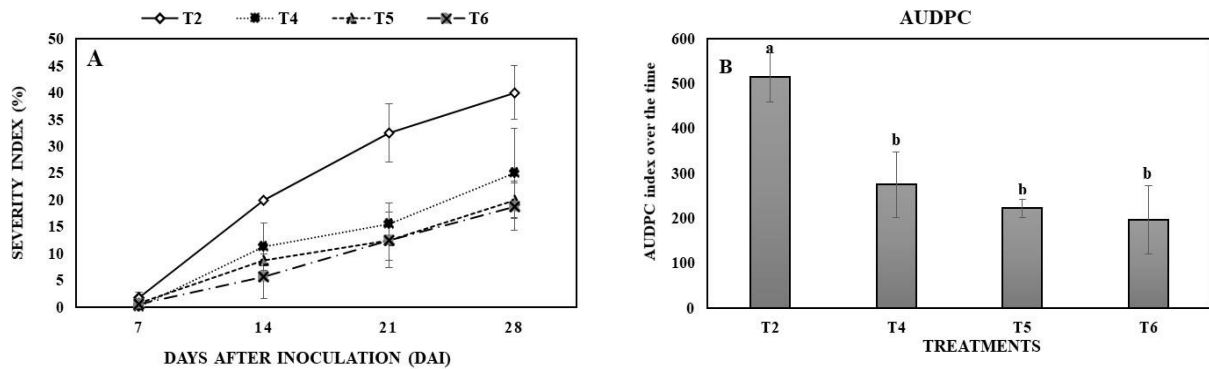 T2 T4 T5 T6
A
SEVERITY INDEX (%)
50
45
40
35
30
25
20
15
10
5
0
7 14 21 28
DAYS AFTER INOCULATION (DAI)
AUDPC
B
AUDPC index over the time
600
500
400
300
200
100
0
a b b b
T2 T4 T5 T6
TREATMENTS